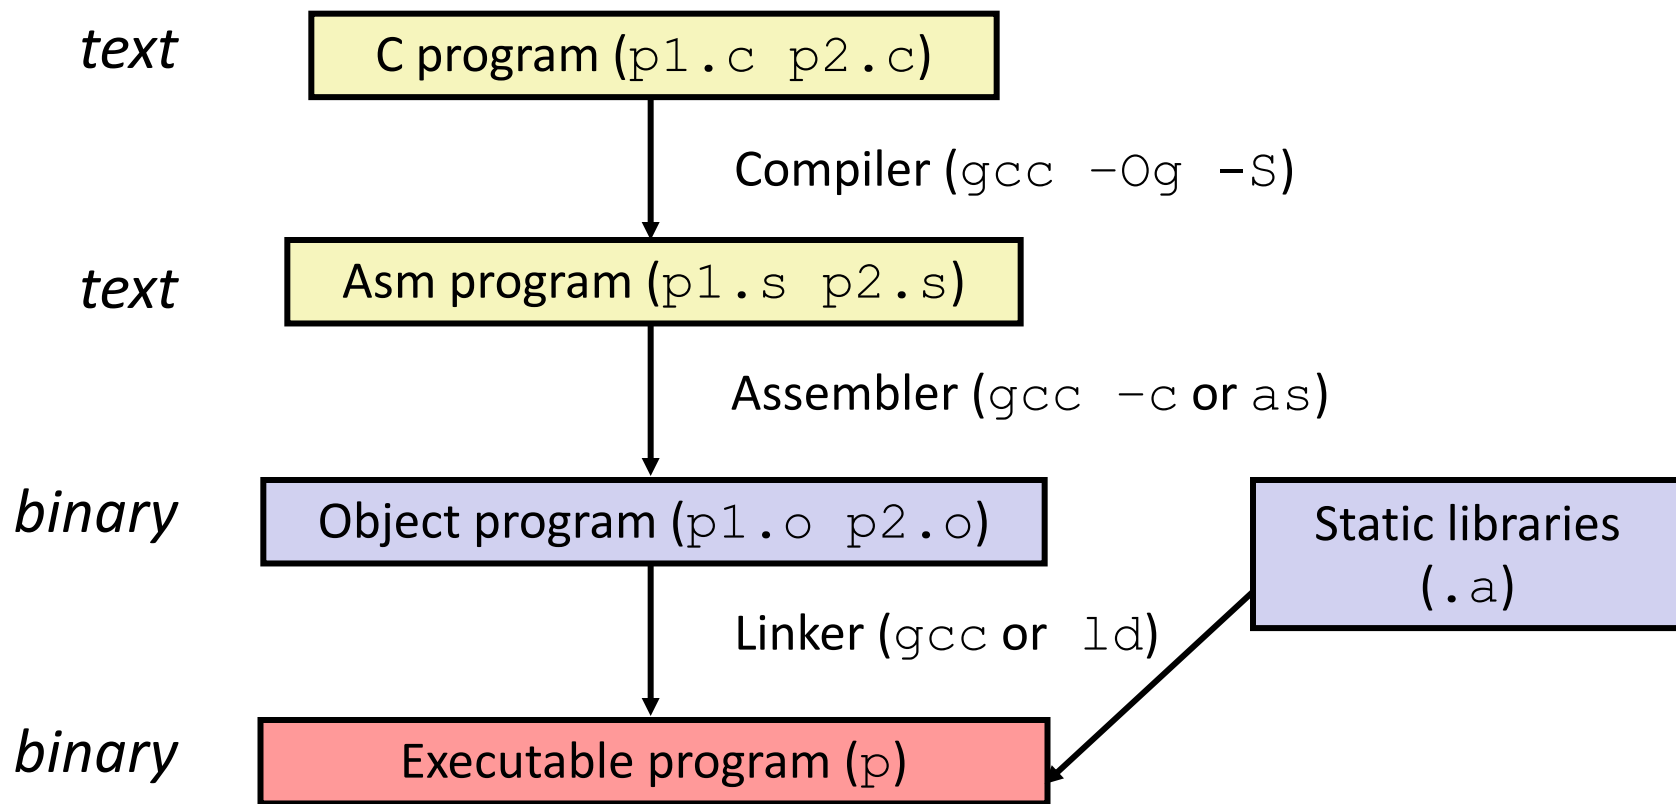 text
C program (p1.c p2.c)
Compiler (gcc –Og -S)
text
Asm program (p1.s p2.s)
Assembler (gcc –c or as)
binary
Object program (p1.o p2.o)
Static libraries
(.a)
Linker (gcc or ld)
binary
Executable program (p)